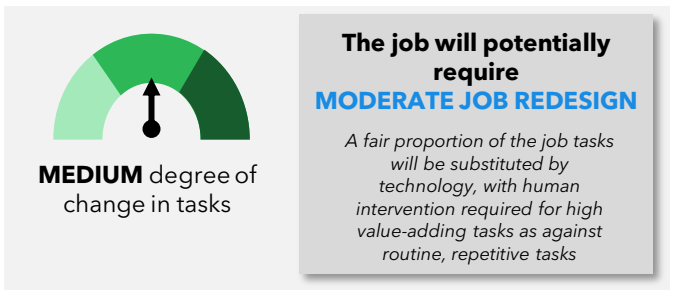 MEDIUM degree of
change in tasks
The job will potentially
require
MODERATE JOB REDESIGN
A fair proportion of the job tasks
will be substituted by
technology, with human
intervention required for high
value-adding tasks as against
routine, repetitive tasks